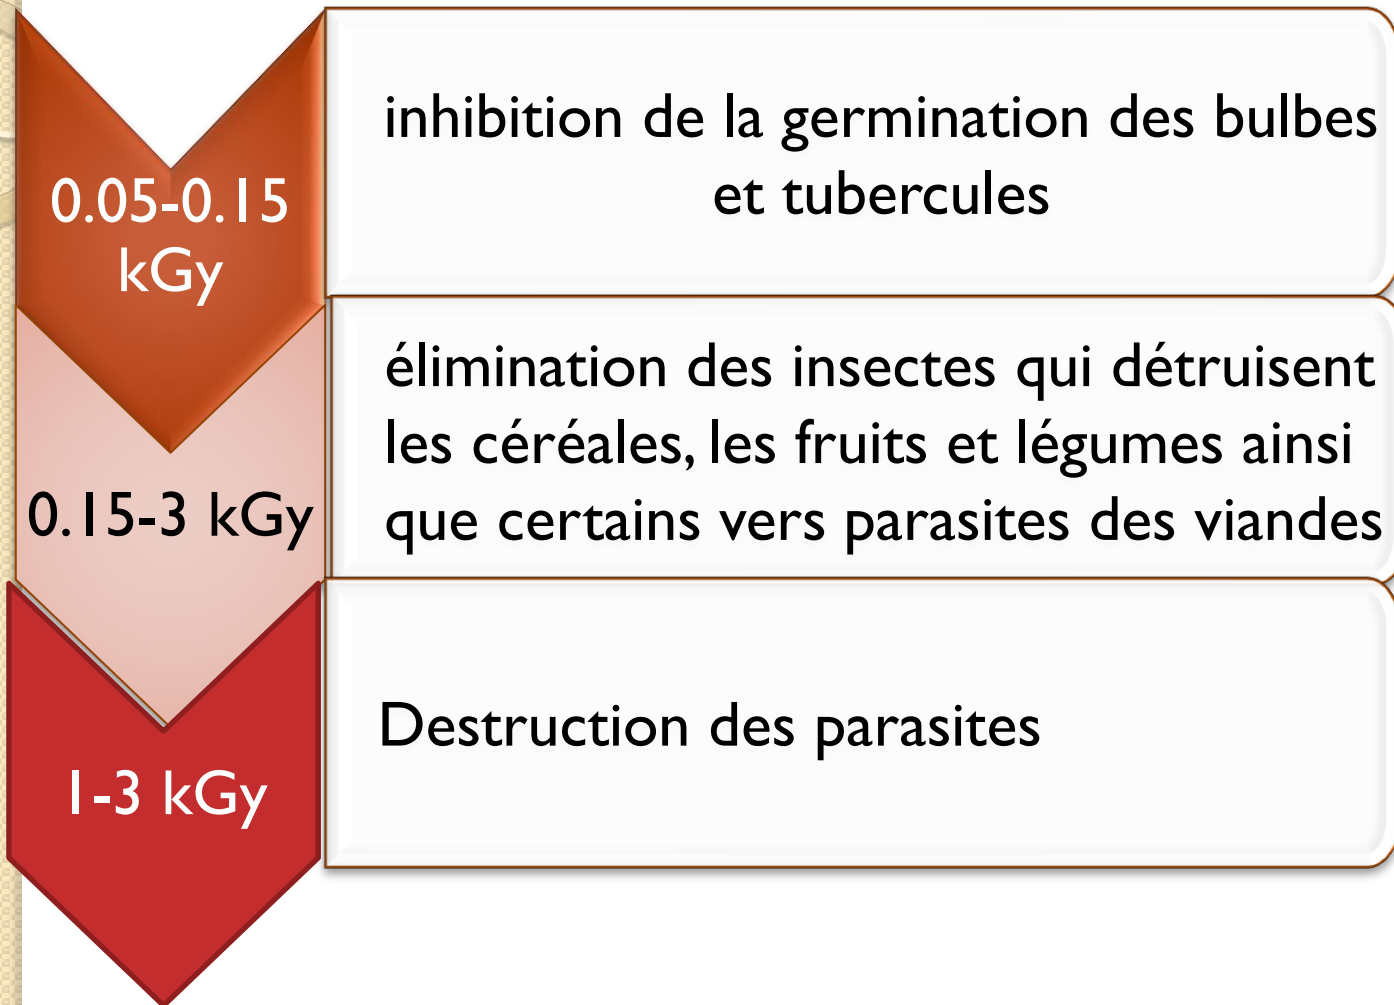 0.05-0.15
kGy
inhibition de la germination des bulbes
et tubercules
0.15-3 kGy
élimination des insectes qui détruisent
les céréales, les fruits et légumes ainsi
que certains vers parasites des viandes
1-3 kGy
Destruction des parasites